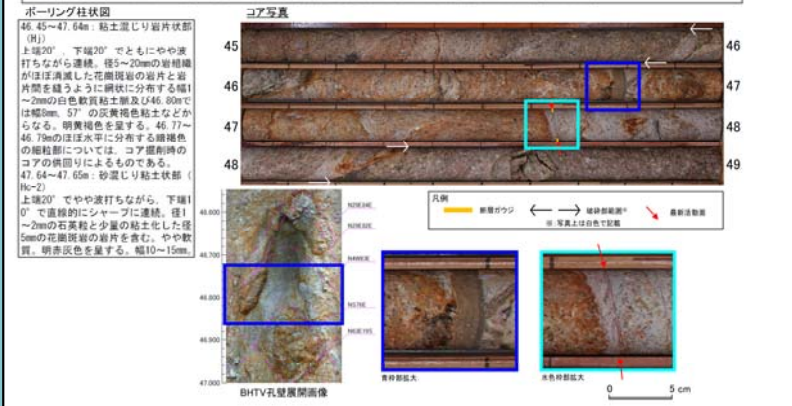 ボーリング柱状図
46.45～47.64m：粘土混じり岩片状部
（Hj）
上端20°，下端20°でともにやや波
打ちながら連続。径5～20mmの岩組織
がほぼ消滅した花崗斑岩の岩片と岩
片間を縫うように網状に分布する幅1
～2mmの白色軟質粘土脈及び46.80mで
は幅8mm，57°の灰黄褐色粘土などか
らなる。明黄褐色を呈する。46.77～
46.79mのほぼ水平に分布する暗褐色
の細粒部については，コア掘削時の
コアの供回りによるものである。
47.64～47.65m：砂混じり粘土状部（
Hc-2）
上端20°でやや波打ちながら，下端1
0°で直線的にシャープに連続。径1
～2mmの石英粒と少量の粘土化した径
5mmの花崗斑岩の岩片を含む。やや軟
質。明赤灰色を呈する。幅10～15mm。
コア写真
45 46
46 47
47 48
48 49
凡例
断層ガウジ 破砕部範囲※ 最新活動面
※:写真上は白色で記載
46.600
46.700
46.800
46.900
47.000
N57E
BHTV孔壁展開画像
青枠部拡大
水色枠部拡大
0 5 cm